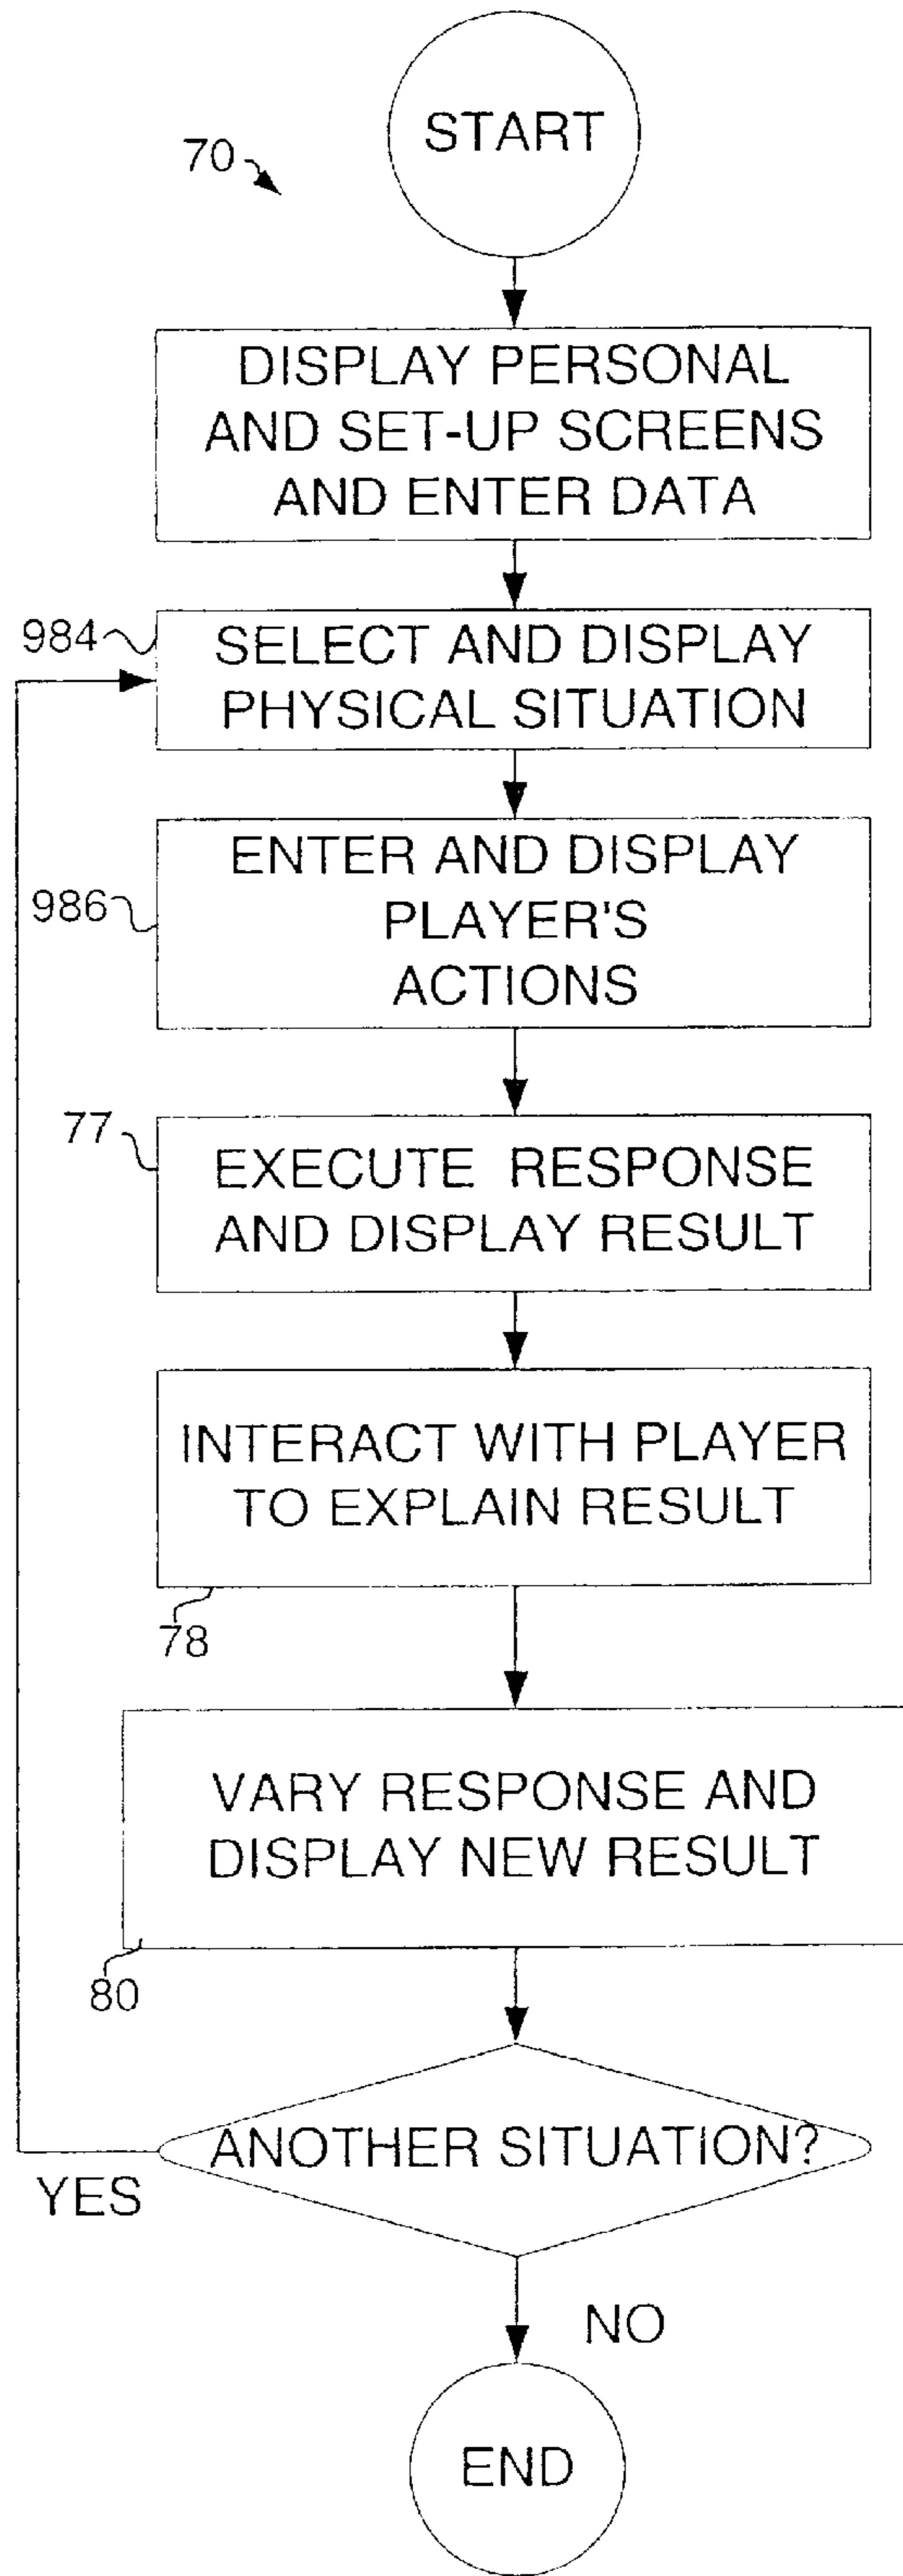 START
70
DISPLAY PERSONAL
AND SET-UP SCREENS
AND ENTER DATA
984
SELECT AND DISPLAY
PHYSICAL SITUATION
ENTER AND DISPLAY
PLAYER'S
ACTIONS
986
77
EXECUTE RESPONSE
AND DISPLAY RESULT
INTERACT WITH PLAYER
TO EXPLAIN RESULT
78
VARY RESPONSE AND
DISPLAY NEW RESULT
80
ANOTHER SITUATION?
YES
NO
END